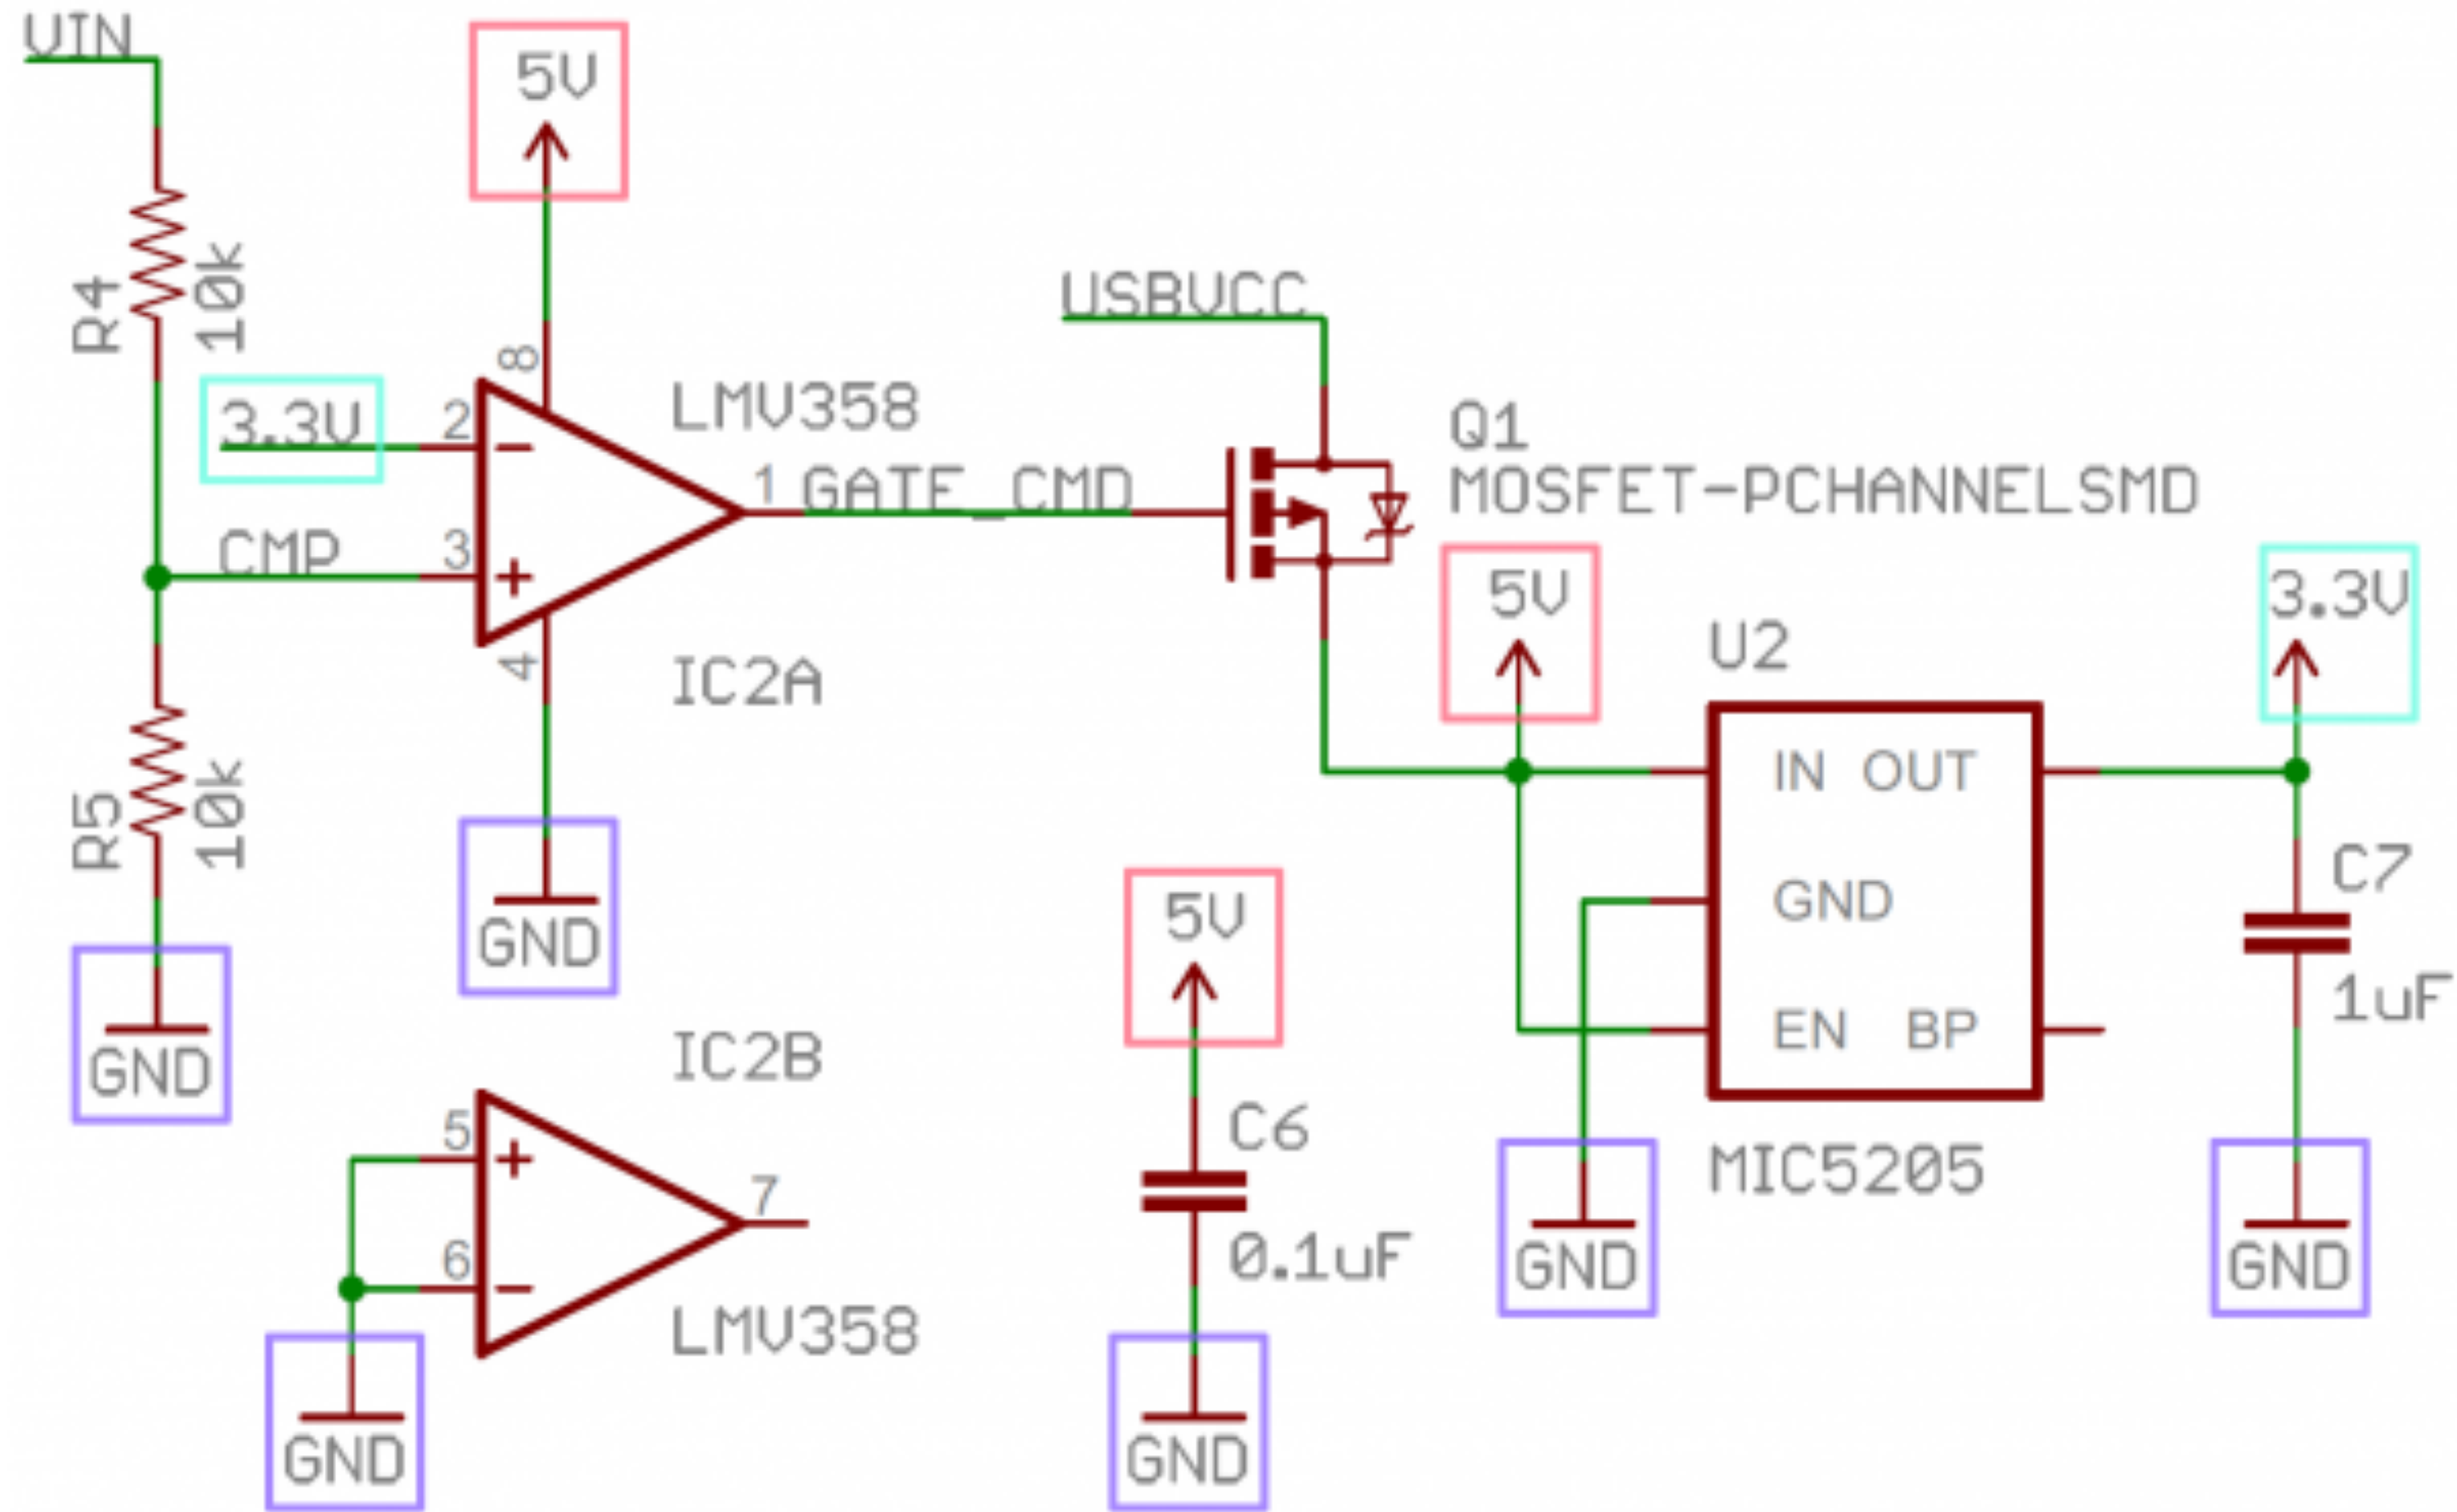 VIN
5V
R4
10k
3.3V
2
8
LMV358
CMP
3
1
GATE_CMD
4
IC2A
USBVCC
Q1
MOSFET-PCHANNELSMD
5V
U2
3.3V
IN OUT
GND
EN BP
MIC5205
C7
1uF
R5
10k
GND
GND
5V
C6
0.1uF
GND
GND
GND
IC2B
5
6
7
LMV358
GND